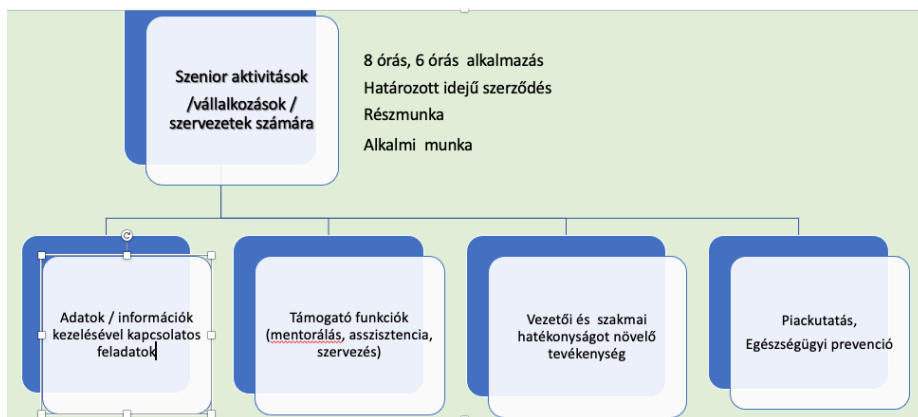 Szenior aktivitások
/vállalkozások /
szervezetek számára
8 órás, 6 órás alkalmazás
Határozott idejű szerződés
Részmunka
Alkalmi munka
Adatok / információk
kezelésével kapcsolatos
feladatok
Támogató funkciók
(mentorálás, asszisztencia,
szervezés)
Vezetői és szakmai
hatékonyságot növelő
tevékenység
Piackutatás,
Egészségügyi prevenció